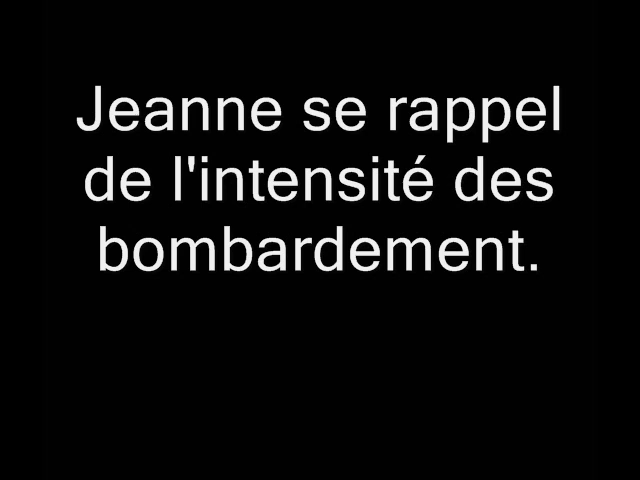 Jeanne se rappel
de l'intensité des
bombardement.